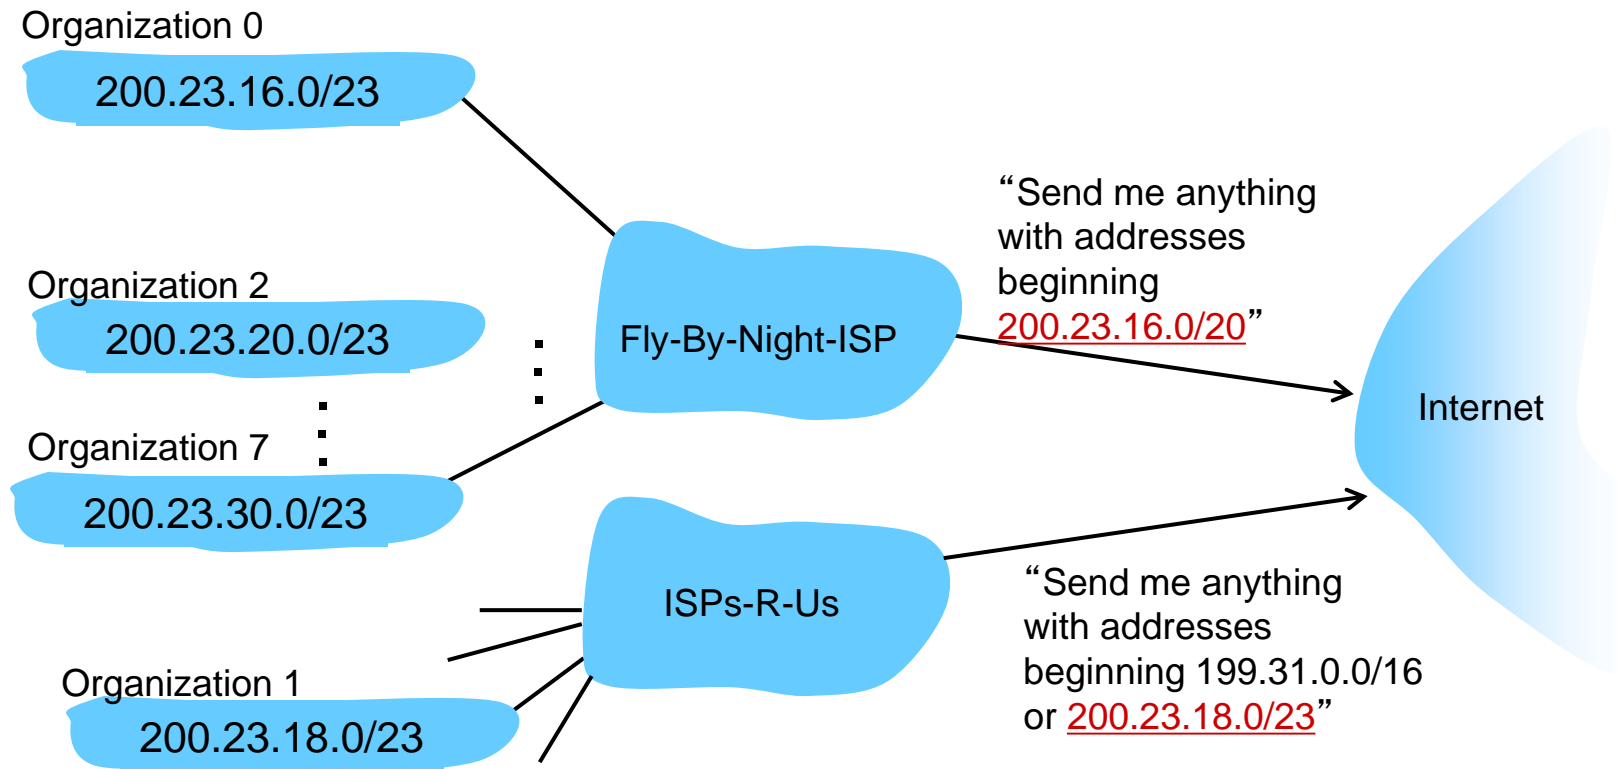 Organization 0
200.23.16.0/23
Organization 2
200.23.20.0/23
Organization 7
200.23.30.0/23
Organization 1
200.23.18.0/23
Fly-By-Night-ISP
ISPs-R-Us
“Send me anything
with addresses
beginning
200.23.16.0/20”
“Send me anything
with addresses
beginning 199.31.0.0/16
or 200.23.18.0/23”
Internet